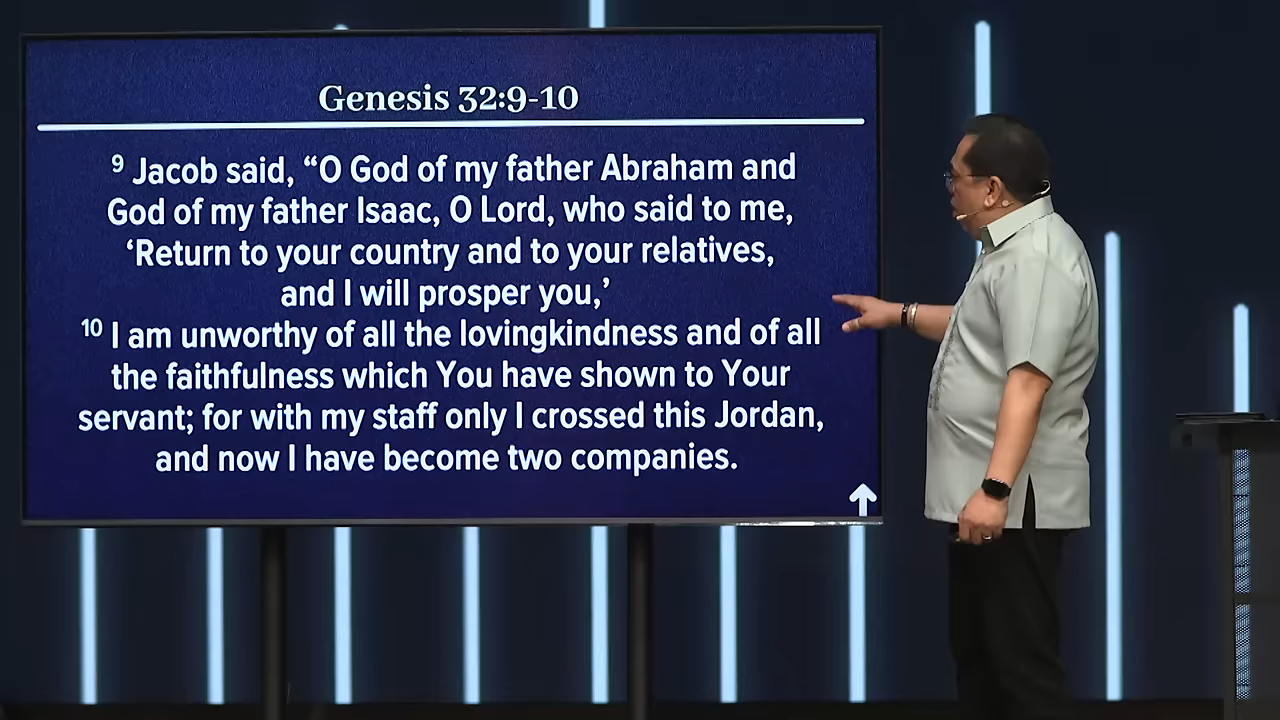 Genesis 32:9-10
⁹ Jacob said, “O God of my father Abraham and
God of my father Isaac, O Lord, who said to me,
‘Return to your country and to your relatives,
and I will prosper you,’
¹⁰ I am unworthy of all the lovingkindness and of all
the faithfulness which You have shown to Your
servant; for with my staff only I crossed this Jordan,
and now I have become two companies.